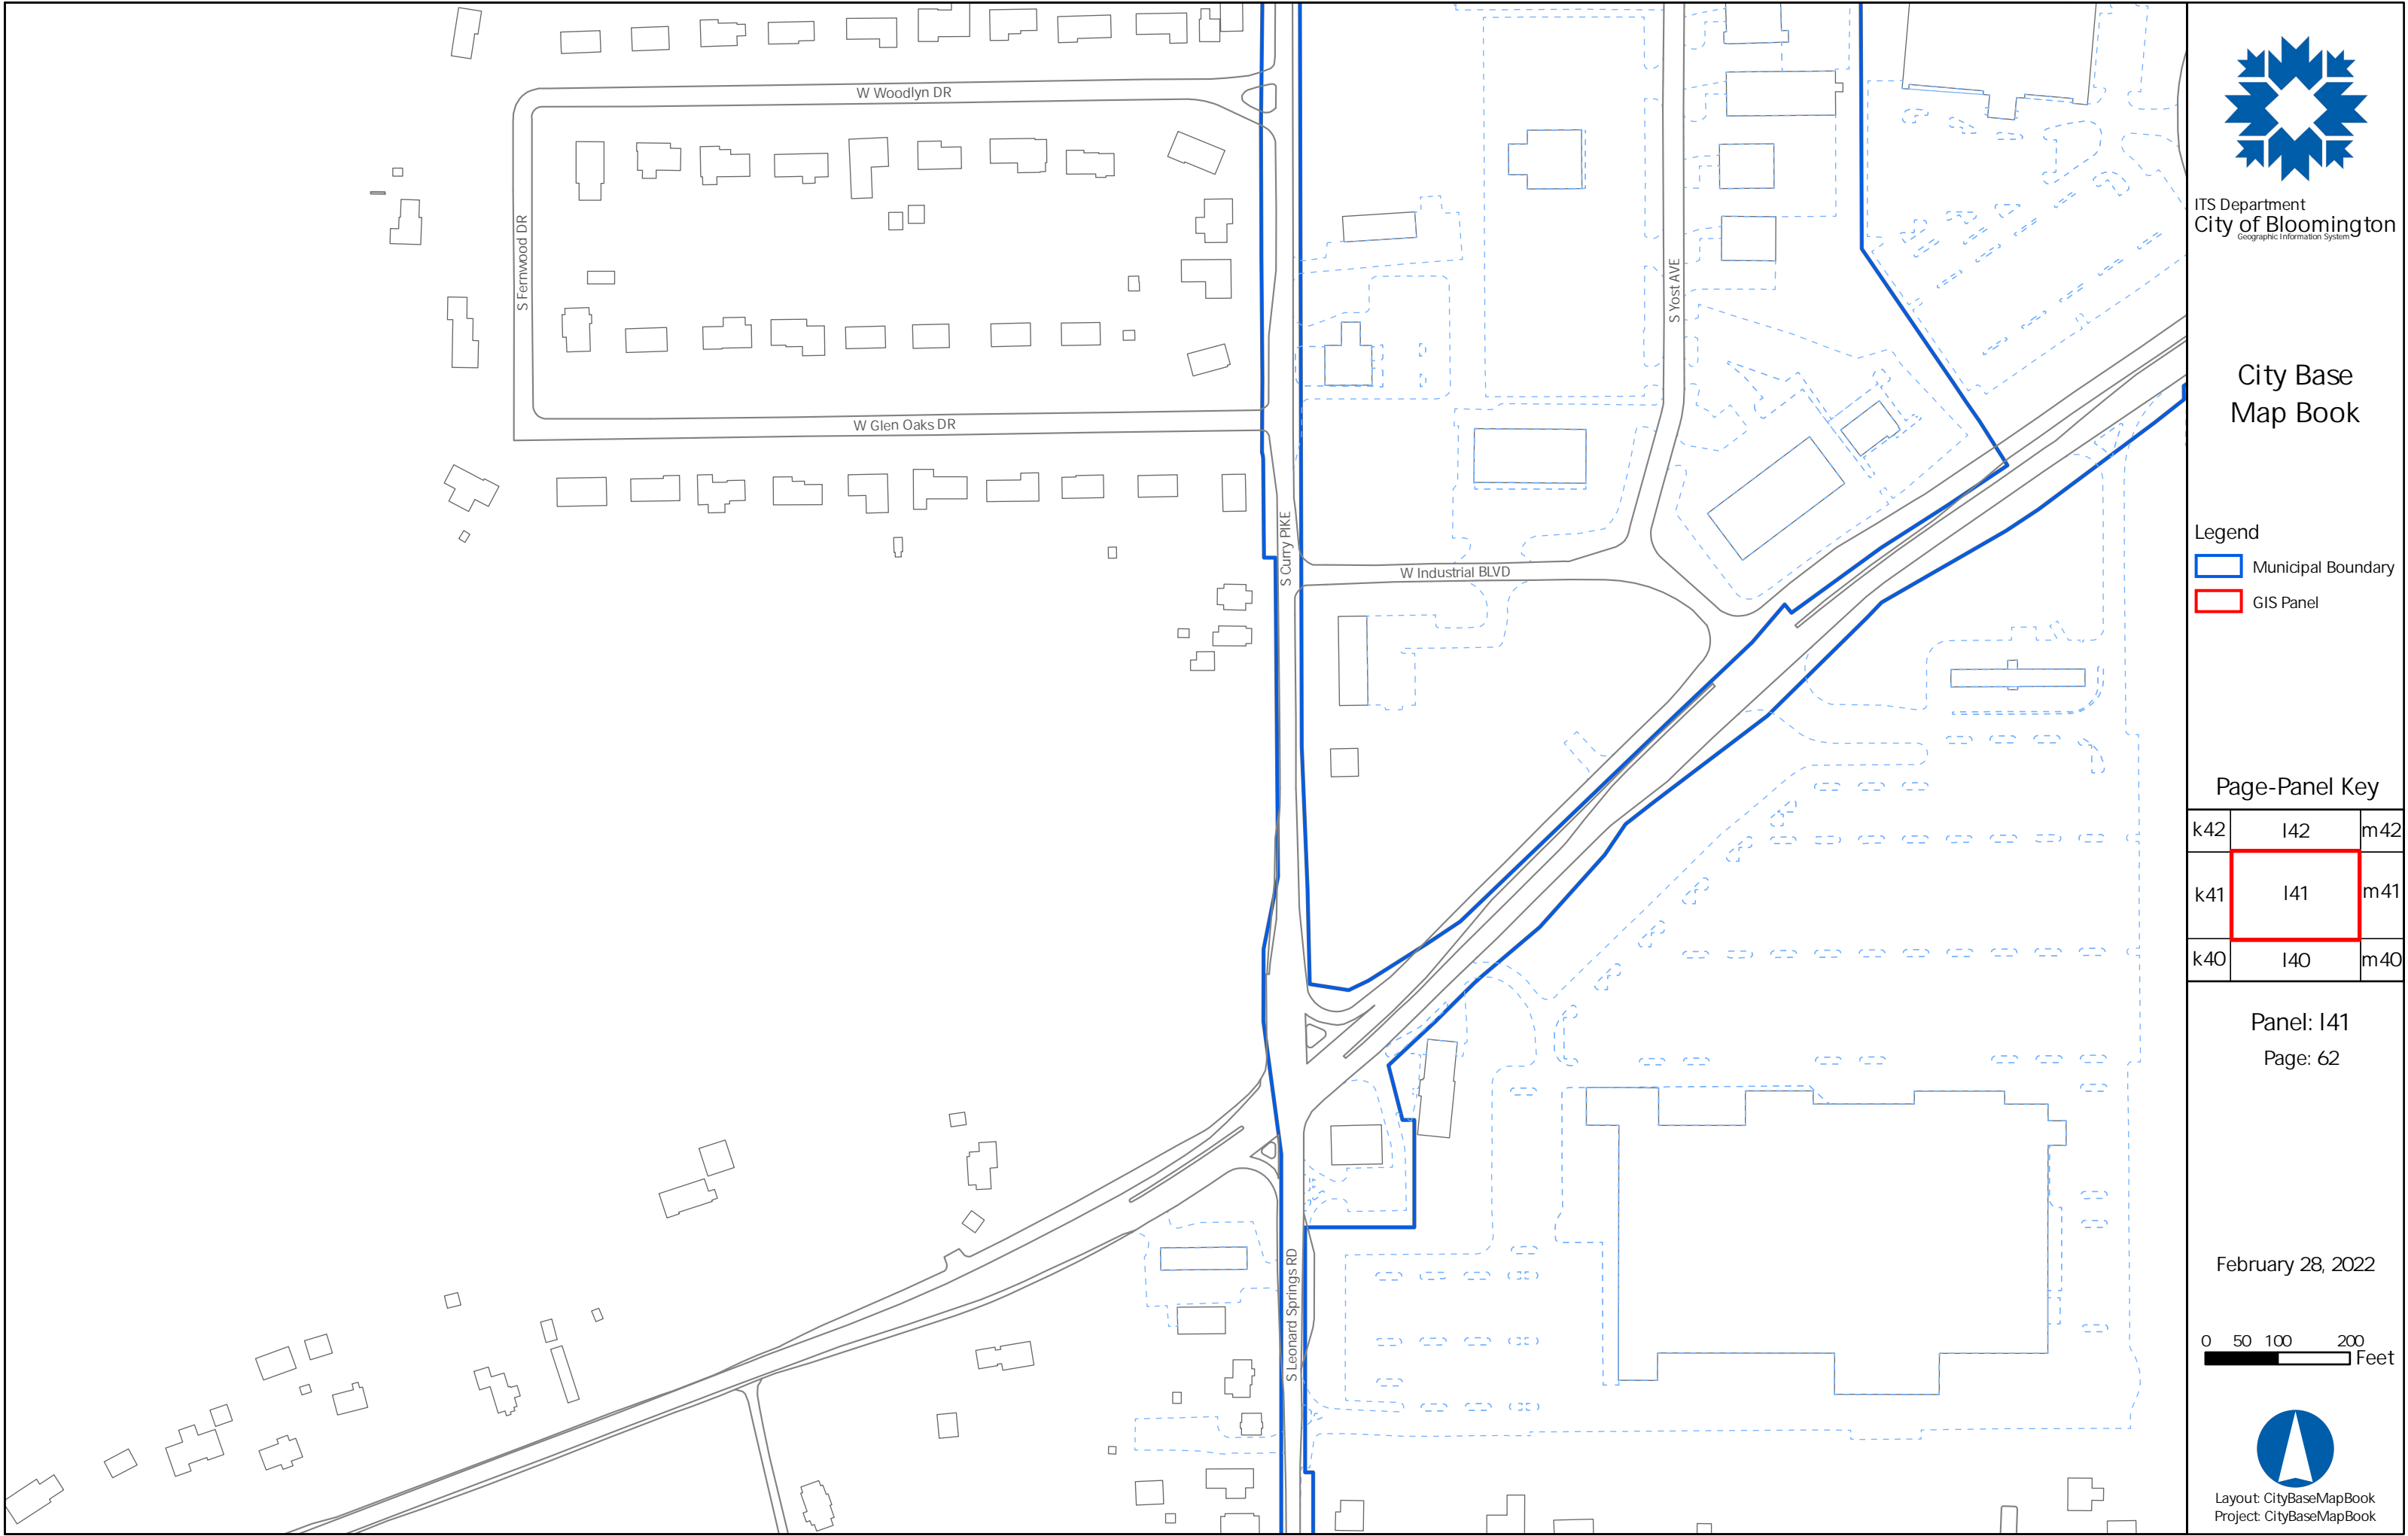 W Woodlyn DR
S Fernwood DR
W Glen Oaks DR
S Curry PIKE
S Yost AVE
W Industrial BLVD
S Leonard Springs RD
ITS Department
City of Bloomington
Geographic Information System
City Base
Map Book
Legend
Municipal Boundary
GIS Panel
Page-Panel Key
k42 l42 m42
k41 l41 m41
k40 l40 m40
Panel: l41
Page: 62
February 28, 2022
0 50 100 200
Feet
Layout: CityBaseMapBook
Project: CityBaseMapBook